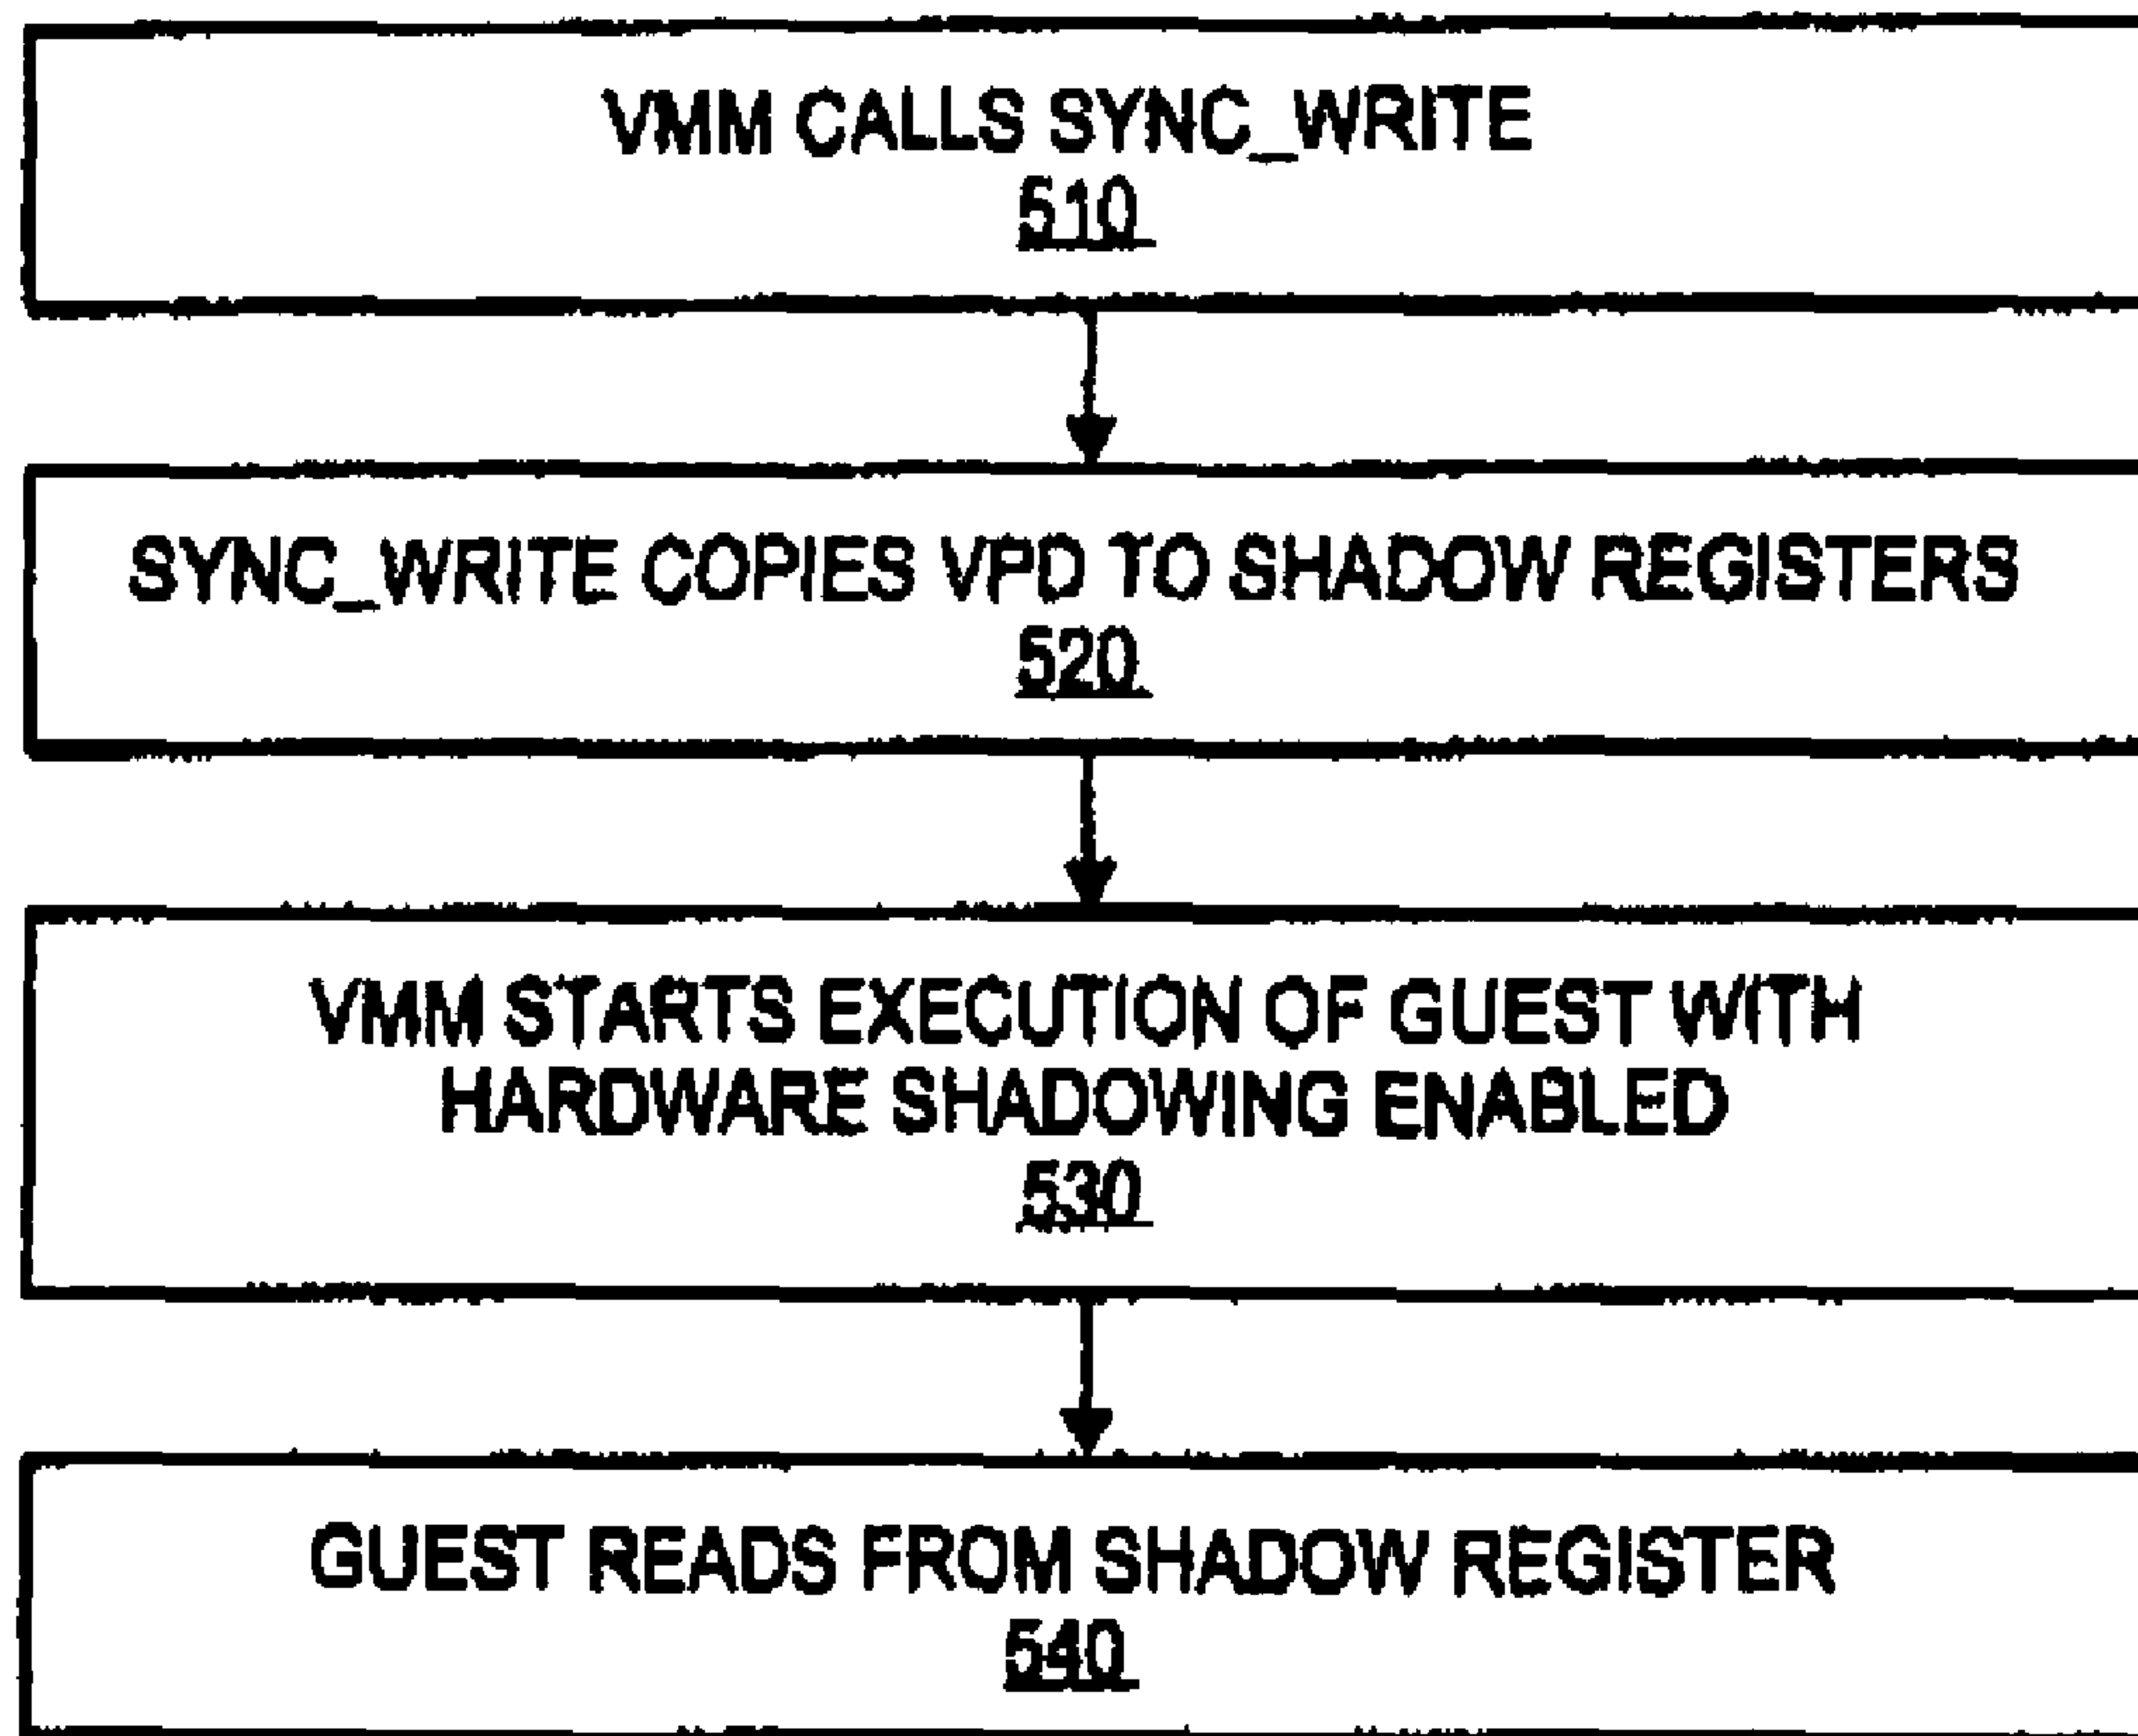 VMM CALLS SYNC_WRITE
510
SYNC_WRITE COPIES VPD TO SHADOW REGISTERS
520
VMM STARTS EXECUTION OF GUEST WITH
HARDWARE SHADOWING ENABLED
530
GUEST READS FROM SHADOW REGISTER
540